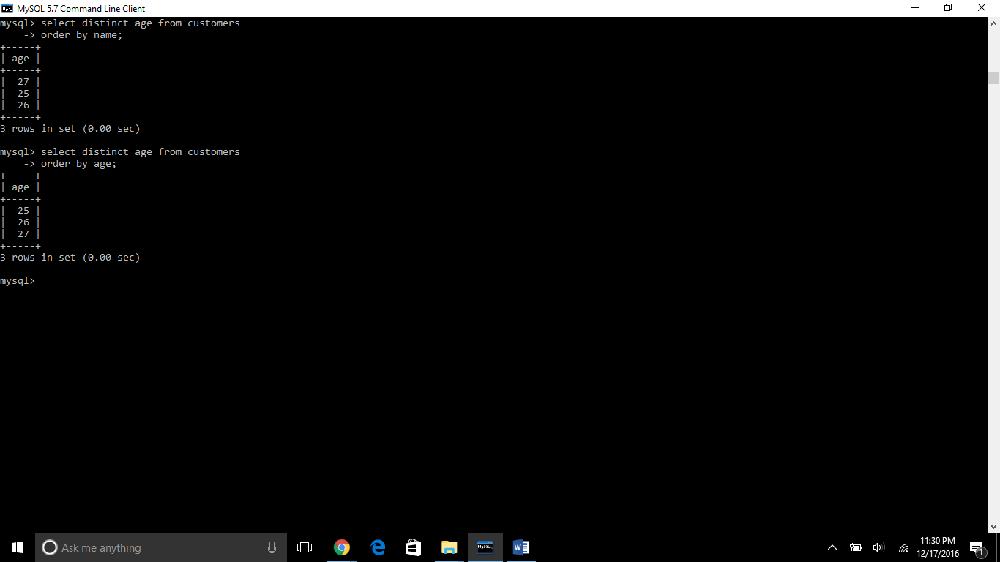 MySQL 5.7 Command Line Client
mysql> select distinct age from customers
    -> order by name;
+-----+
| age |
+-----+
|  27 |
|  25 |
|  26 |
+-----+
3 rows in set (0.00 sec)

mysql> select distinct age from customers
    -> order by age;
+-----+
| age |
+-----+
|  25 |
|  26 |
|  27 |
+-----+
3 rows in set (0.00 sec)

mysql>
Ask me anything
11:30 PM
12/17/2016
1